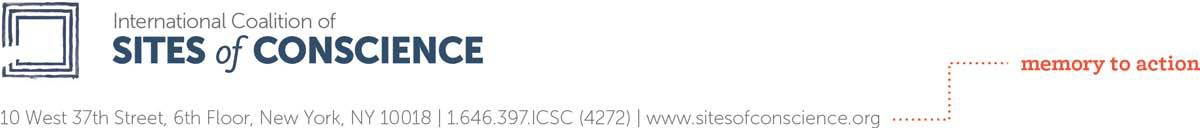 International Coalition of
SITES of CONSCIENCE
memory to action
10 West 37th Street, 6th Floor, New York, NY 10018 | 1.646.397.ICSC (4272) | www.sitesofconscience.org